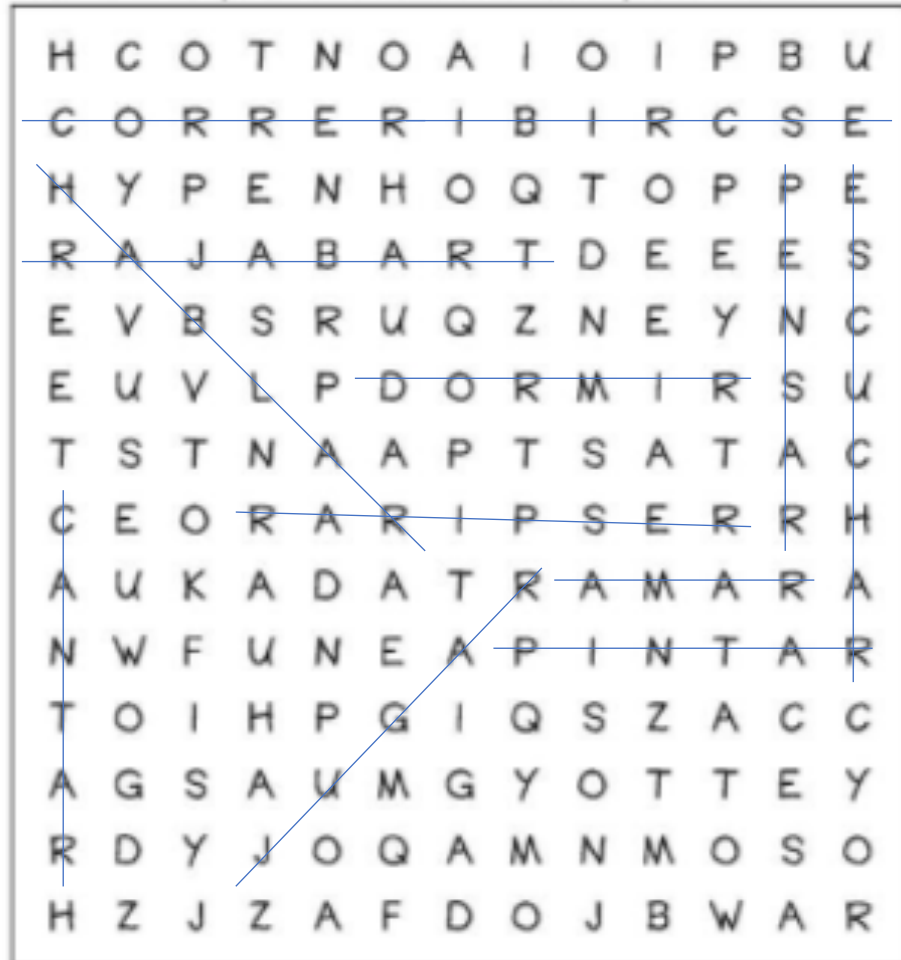 H C O T N O A I O I P B U
C O R R E R I B I R C S E
H Y P E N H O Q T O P P E
R A J A B A R T D E E E S
E V B S R U Q Z N E Y N C
E U V L P D O R M I R S U
T S T N A A P T S A T A C
C E O R A R I P S E R R H
A U K A D A T R A M A R A
N W F U N E A P I N T A R
T O I H P G I Q S Z A C C
A G S A U M G Y O T T E Y
R D Y J O Q A M N M O S O
H Z J Z A F D O J B W A R